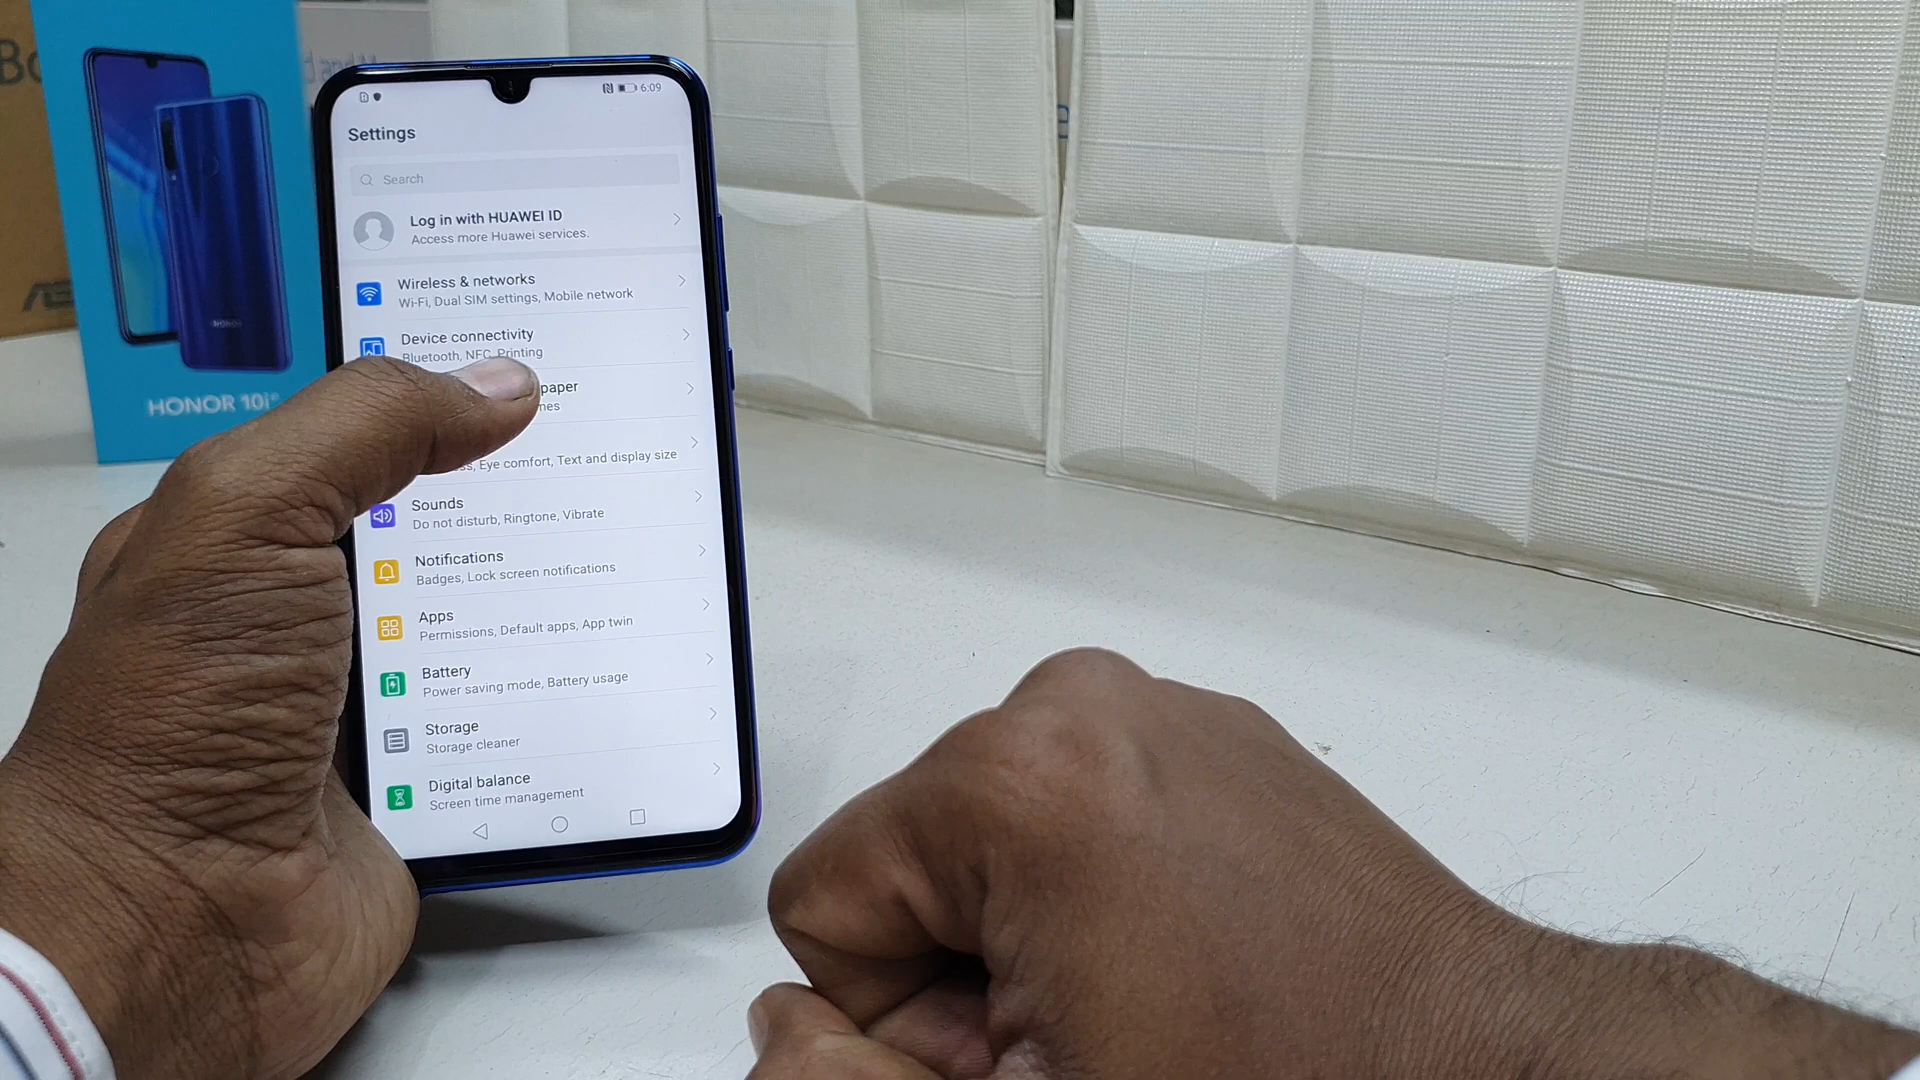 HONOR
HONOR 10i
6:09
Settings
Search
Log in with HUAWEI ID
Access more Huawei services.
Wireless & networks
Wi-Fi, Dual SIM settings, Mobile network
Device connectivity
Bluetooth, NFC, Printing
paper
nes
ss, Eye comfort, Text and display size
Sounds
Do not disturb, Ringtone, Vibrate
Notifications
Badges, Lock screen notifications
Apps
Permissions, Default apps, App twin
Battery
Power saving mode, Battery usage
Storage
Storage cleaner
Digital balance
Screen time management